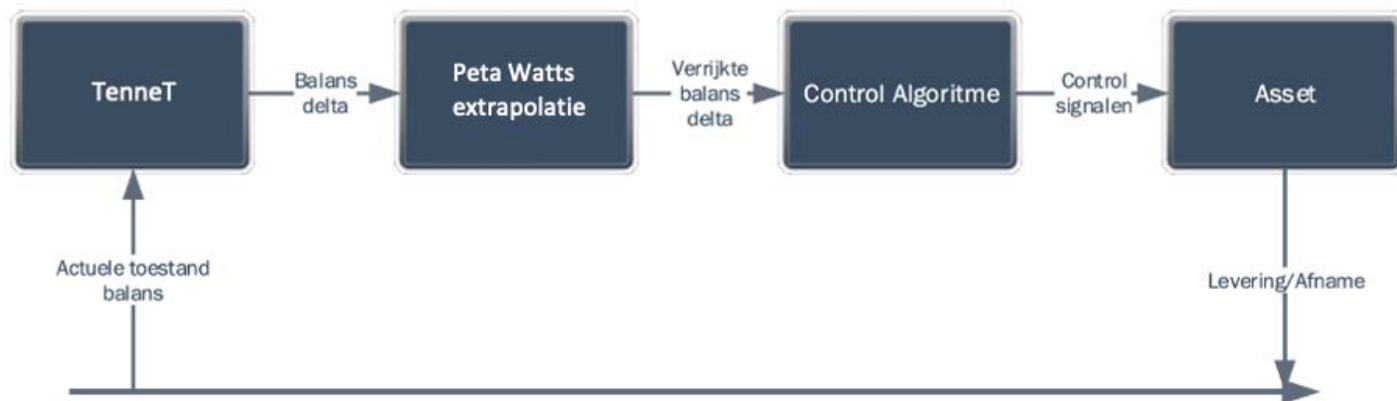 TenneT
Balans
delta
Peta Watts
extrapolatie
Verrijkte
balans
delta
Control Algoritme
Control
signalen
Asset
Actuele toestand
balans
Levering/Afname